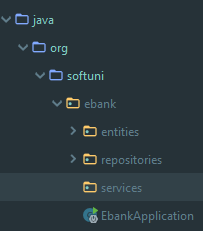 java
org
softuni
ebank
entities
repositories
services
EbankApplication